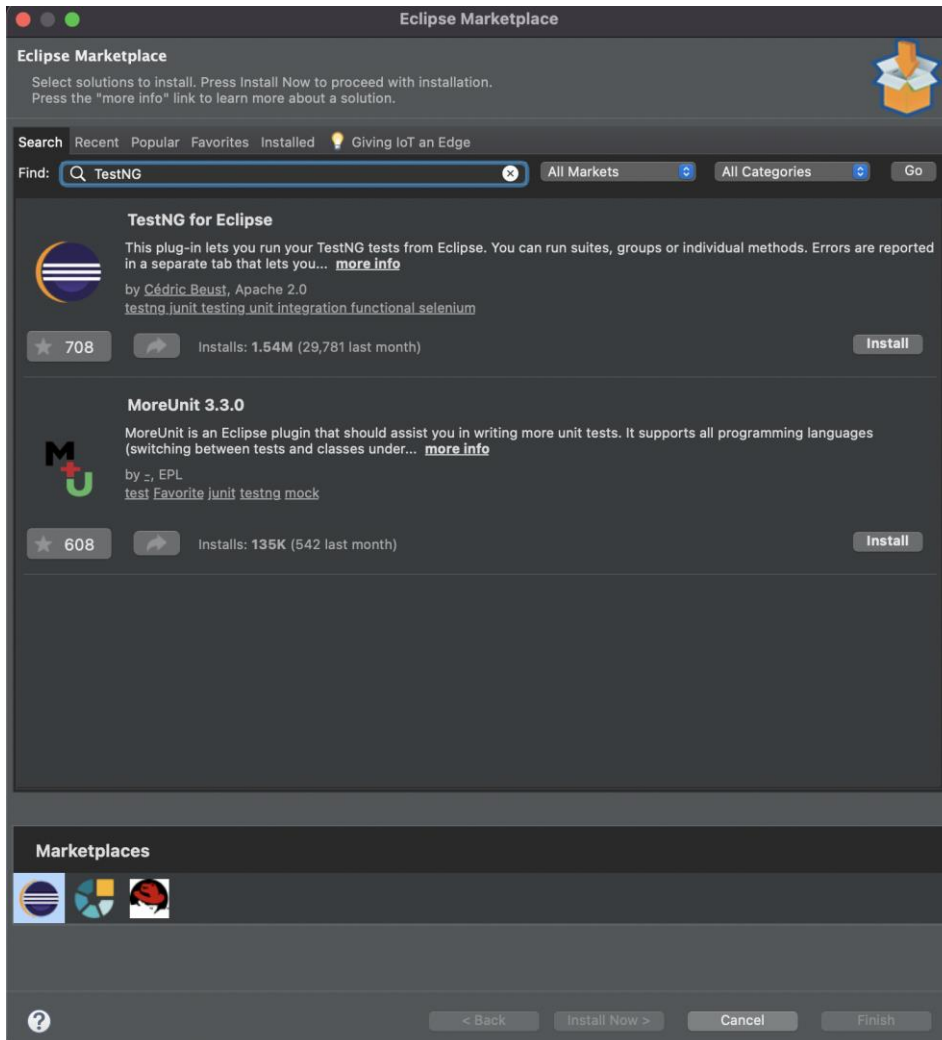 Eclipse Marketplace
Eclipse Marketplace
Select solutions to install. Press Install Now to proceed with installation.
Press the "more info" link to learn more about a solution.
Search Recent Popular Favorites Installed Giving IoT an Edge
Find: TestNG All Markets All Categories Go
TestNG for Eclipse
This plug-in lets you run your TestNG tests from Eclipse. You can run suites, groups or individual methods. Errors are reported
in a separate tab that lets you... more info
by Cédric Beust, Apache 2.0
testng junit testing unit integration functional selenium
708 Installs: 1.54M (29,781 last month) Install
MoreUnit 3.3.0
MoreUnit is an Eclipse plugin that should assist you in writing more unit tests. It supports all programming languages
(switching between tests and classes under... more info
M+U
by -, EPL
test Favorite junit testng mock
608 Installs: 135K (542 last month) Install
Marketplaces
? < Back Install Now > Cancel Finish